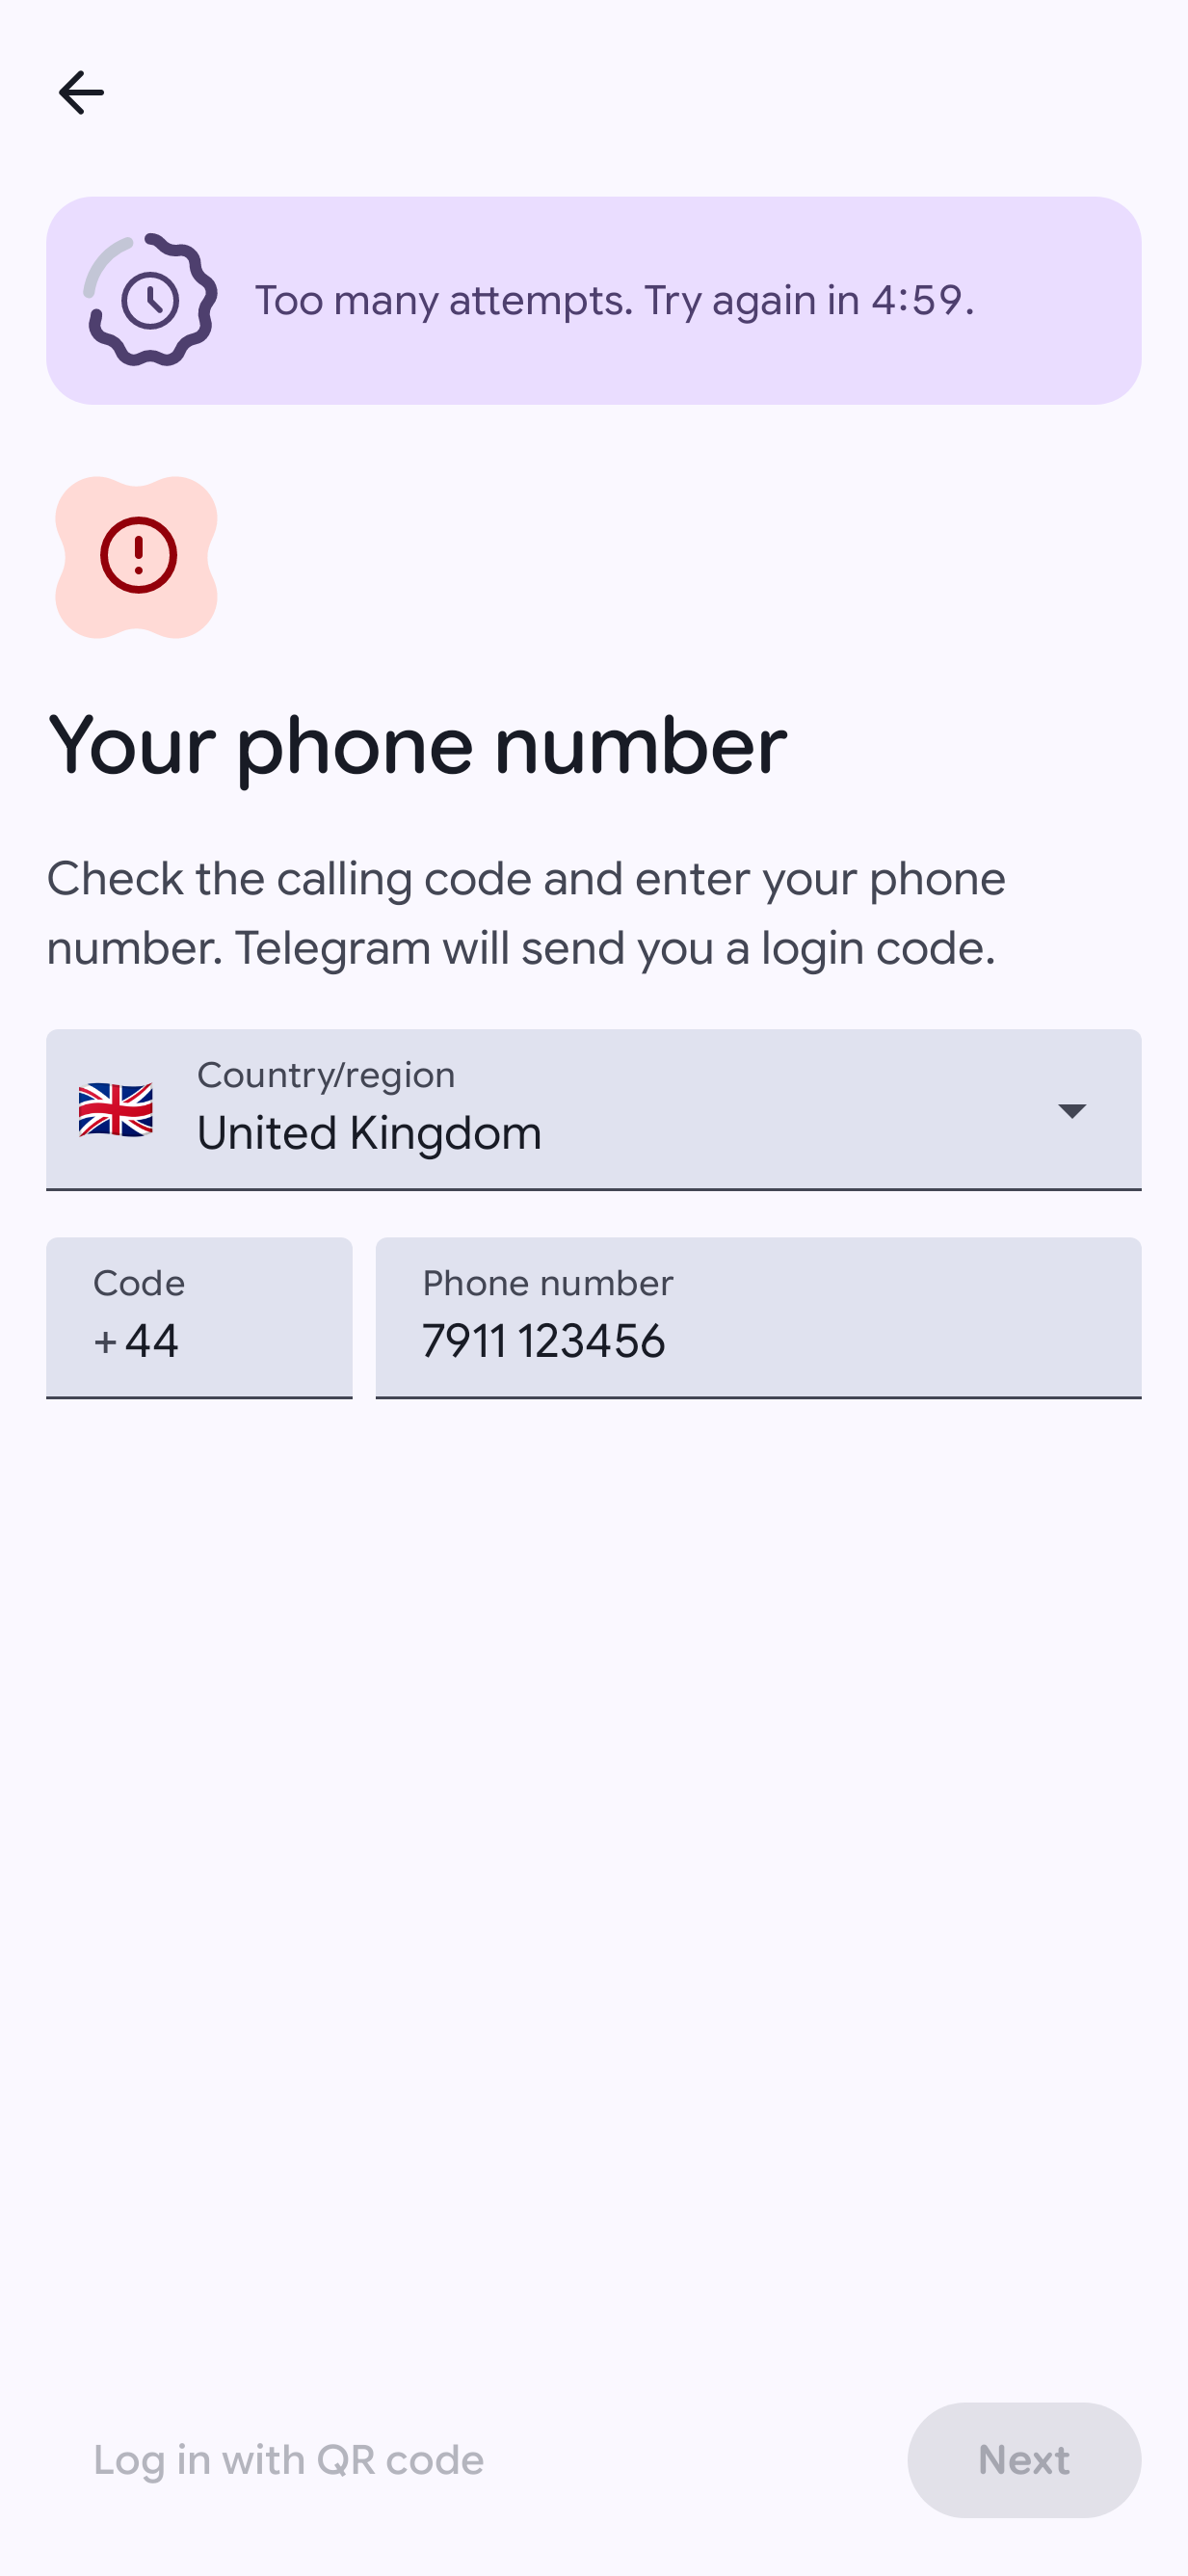 Too many attempts. Try again in 4:59.
Your phone number
Check the calling code and enter your phone
number. Telegram will send you a login code.
Country/region
United Kingdom
Code
+44
Phone number
7911 123456
Log in with QR code
Next